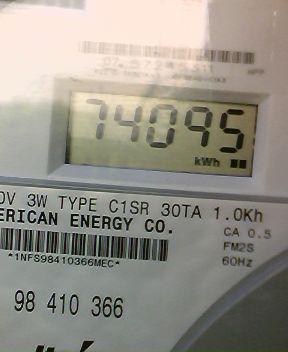 74095
kWh
0V 3W TYPE C1SR 30TA 1.0Kh
ERICAN ENERGY CO.
CA 0.5
FM2S
*1NFS98410366MEC*
60Hz
98 410 366